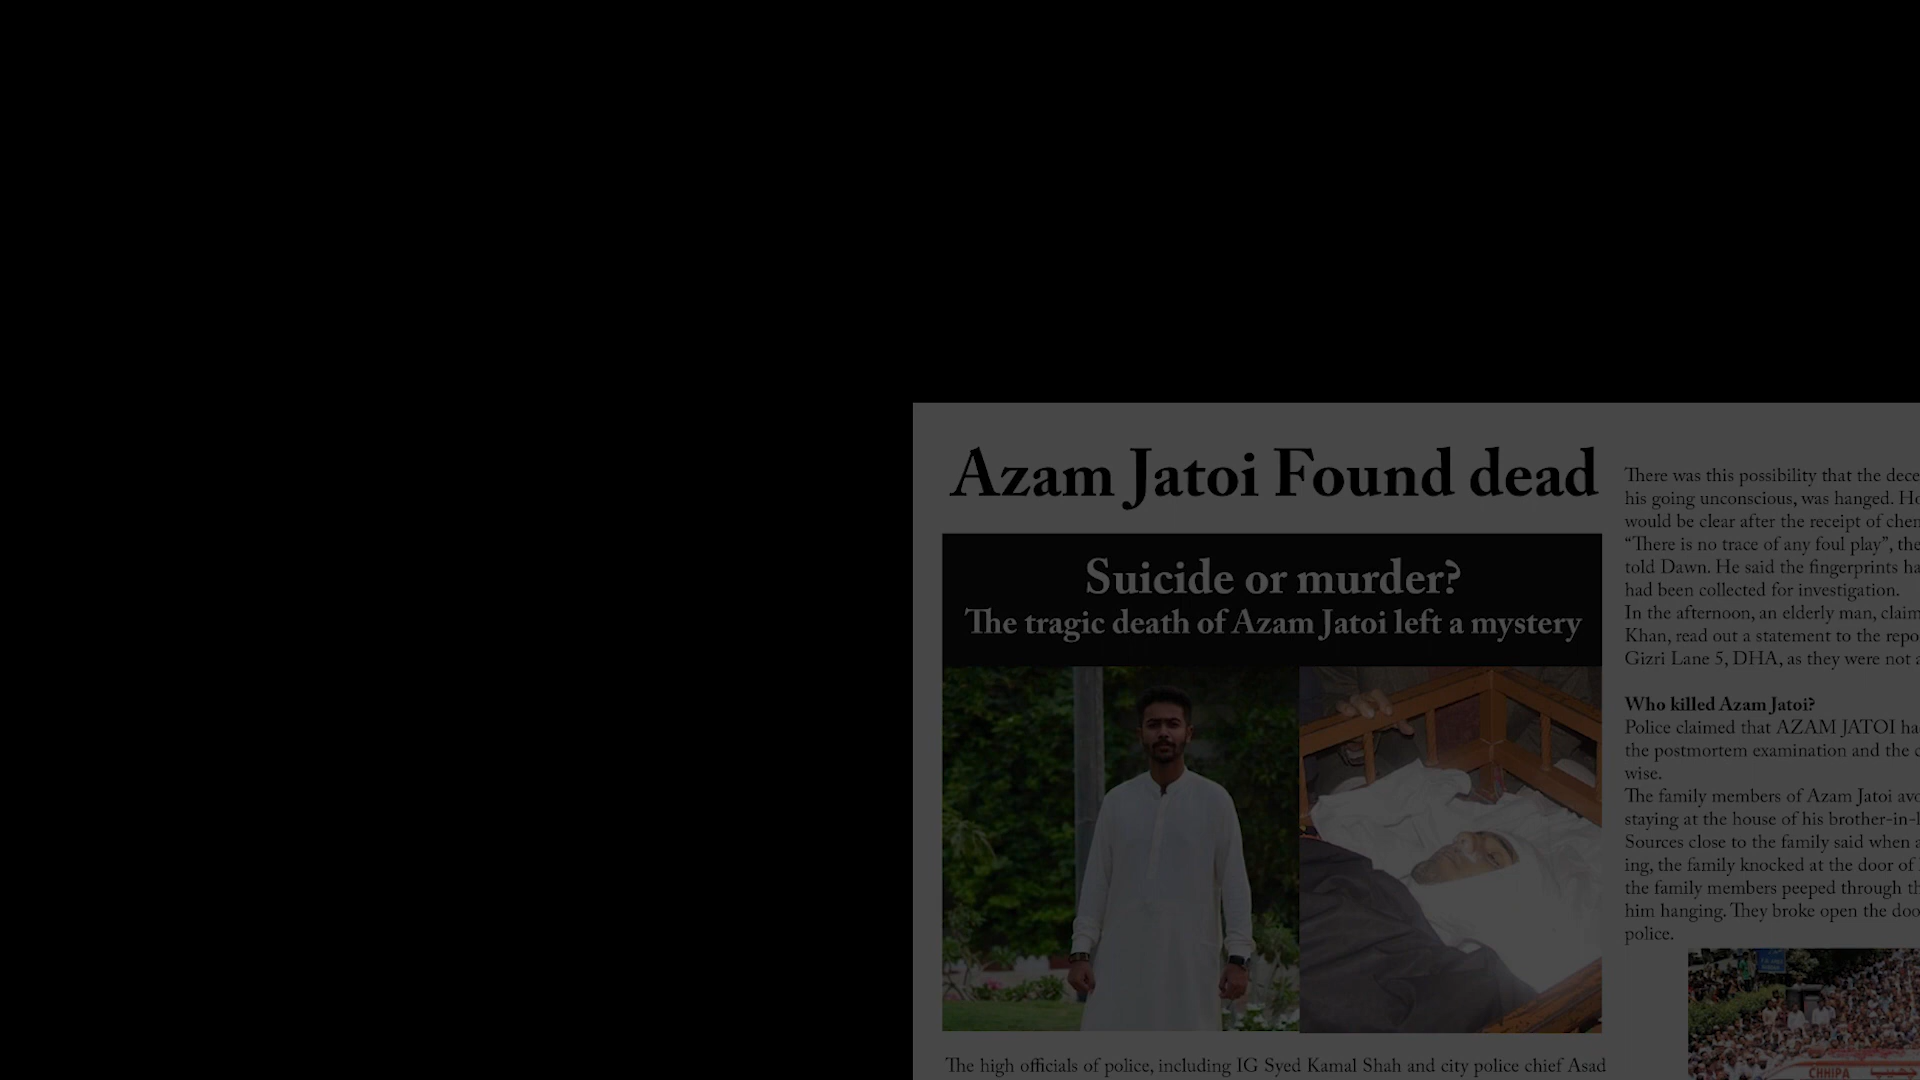 Azam Jatoi Found dead
Suicide or murder?
The tragic death of Azam Jatoi left a mystery
The high officials of police, including IG Syed Kamal Shah and city police chief Asad
There was this possibility that the dece
his going unconscious, was hanged. Ho
would be clear after the receipt of chem
“There is no trace of any foul play”, the
told Dawn. He said the fingerprints ha
had been collected for investigation.
In the afternoon, an elderly man, claim
Khan, read out a statement to the repo
Gizri Lane 5, DHA, as they were not a
Who killed Azam Jatoi?
Police claimed that AZAM JATOI ha
the postmortem examination and the c
wise.
The family members of Azam Jatoi avo
staying at the house of his brother-in-l
Sources close to the family said when a
ing, the family knocked at the door of
the family members peeped through th
him hanging. They broke open the doo
police.
CHHIPA